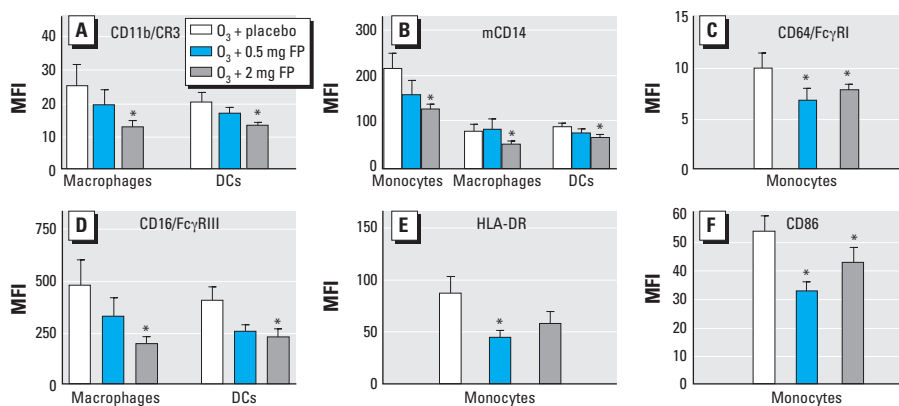 A
CD11b/CR3
O3 + placebo
O3 + 0.5 mg FP
O3 + 2 mg FP
MFI
40
30
20
10
0
*
*
Macrophages
DCs
B
mCD14
MFI
300
200
100
0
*
*
*
Monocytes
Macrophages
DCs
C
CD64/FcγRI
MFI
15
10
5
0
*
*
Monocytes
D
CD16/FcγRIII
MFI
750
500
250
0
*
*
Macrophages
DCs
E
HLA-DR
MFI
150
100
50
0
*
Monocytes
F
CD86
MFI
60
50
40
30
20
10
0
*
*
Monocytes